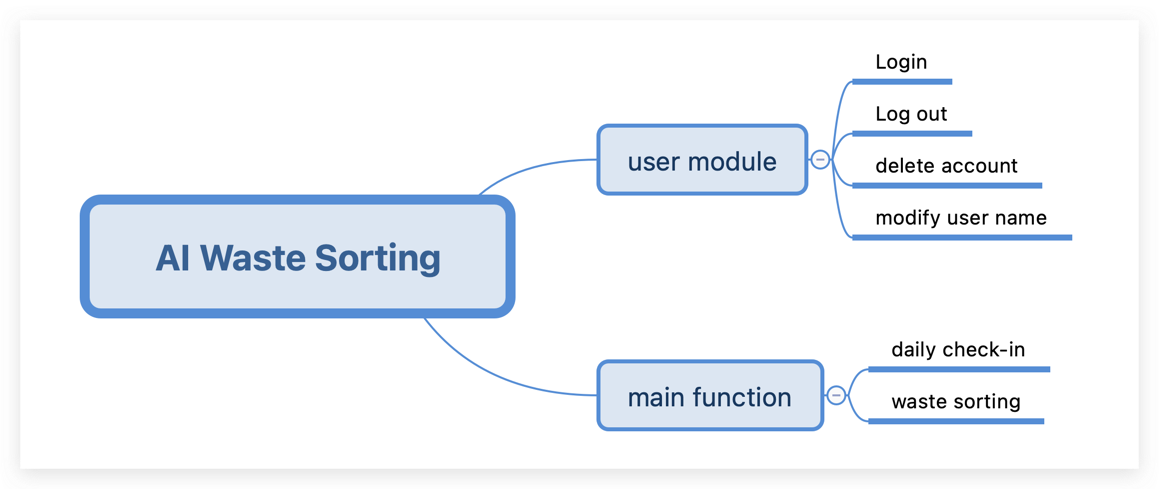 AI Waste Sorting
user module
Login
Log out
delete account
modify user name
main function
daily check-in
waste sorting